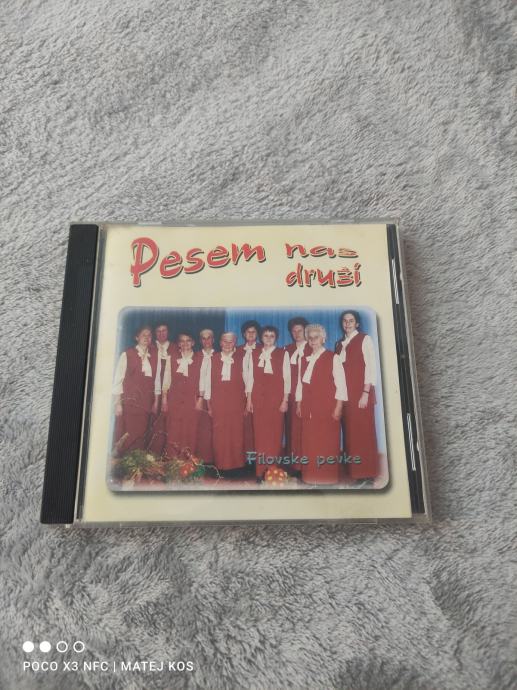 Pesem nas
druži
Filovske pevke
POCO X3 NFC | MATEJ KOS